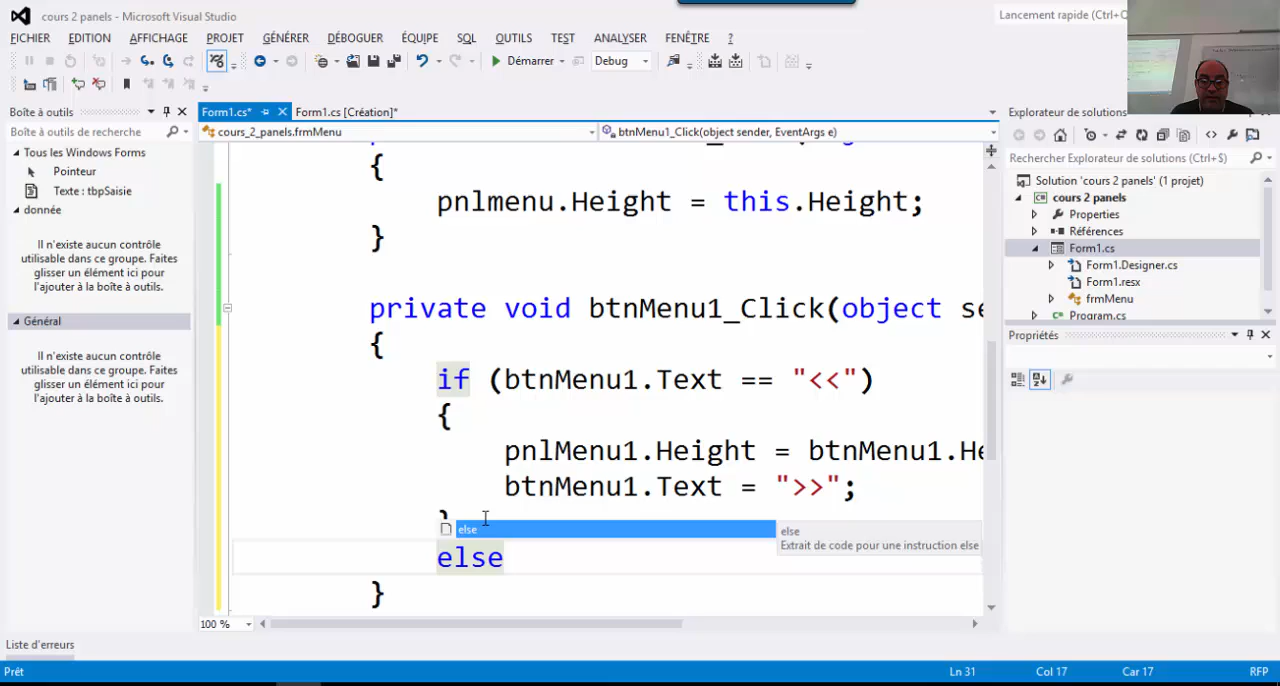 cours 2 panels - Microsoft Visual Studio
Lancement rapide (Ctrl+Q
FICHIER EDITION AFFICHAGE PROJET GÉNÉRER DÉBOGUER ÉQUIPE SQL OUTILS TEST ANALYSER FENÊTRE ?
Démarrer Debug
Boîte à outils
Form1.cs* Form1.cs [Création]*
Explorateur de solutions
Boîte à outils de recherche
cours_2_panels.frmMenu
btnMenu1_Click(object sender, EventArgs e)
Tous les Windows Forms
Pointeur
Texte : tbpSaisie
donnée
Il n'existe aucun contrôle
utilisable dans ce groupe. Faites
glisser un élément ici pour
l'ajouter à la boîte à outils.
Général
Il n'existe aucun contrôle
utilisable dans ce groupe. Faites
glisser un élément ici pour
l'ajouter à la boîte à outils.
{
pnlmenu.Height = this.Height;
}
private void btnMenu1_Click(object se
{
if (btnMenu1.Text == "<<")
{
pnlMenu1.Height = btnMenu1.He
btnMenu1.Text = ">>";
}
else
else
Extrait de code pour une instruction else
else
}
100 %
Rechercher Explorateur de solutions (Ctrl+$)
Solution 'cours 2 panels' (1 projet)
cours 2 panels
Properties
Références
Form1.cs
Form1.Designer.cs
Form1.resx
frmMenu
Program.cs
Propriétés
Liste d'erreurs
Prêt
Ln 31 Col 17 Car 17 RFP